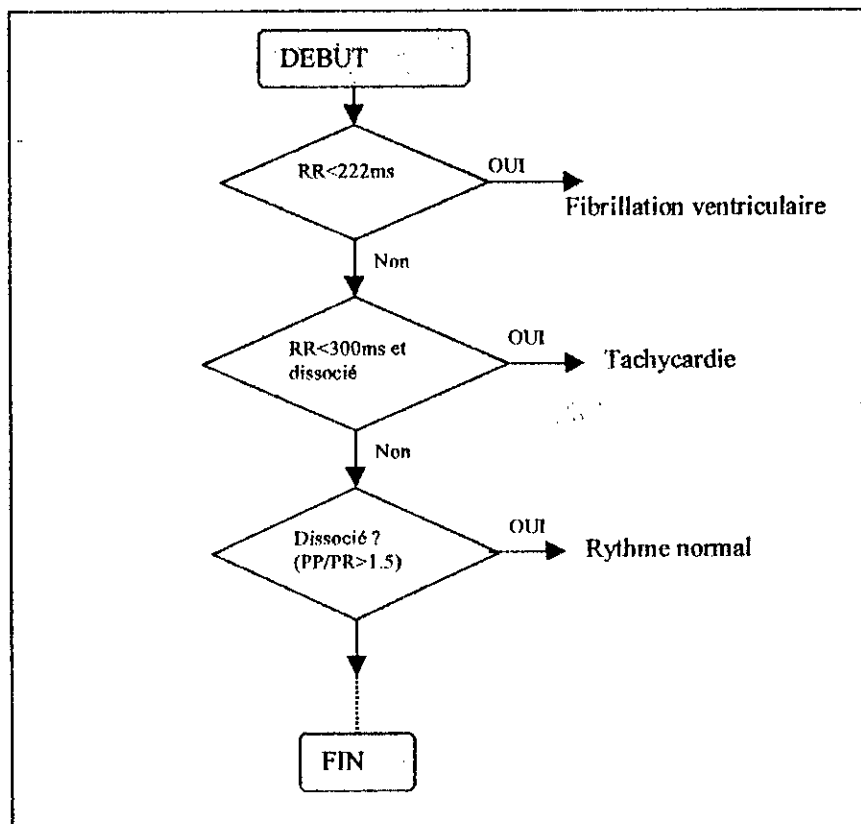 DEBUT
RR<222ms
OUI
Fibrillation ventriculaire
Non
RR<300ms et
dissocié
OUI
Tachycardie
Non
Dissocié ?
(PP/PR>1.5)
OUI
Rythme normal
FIN